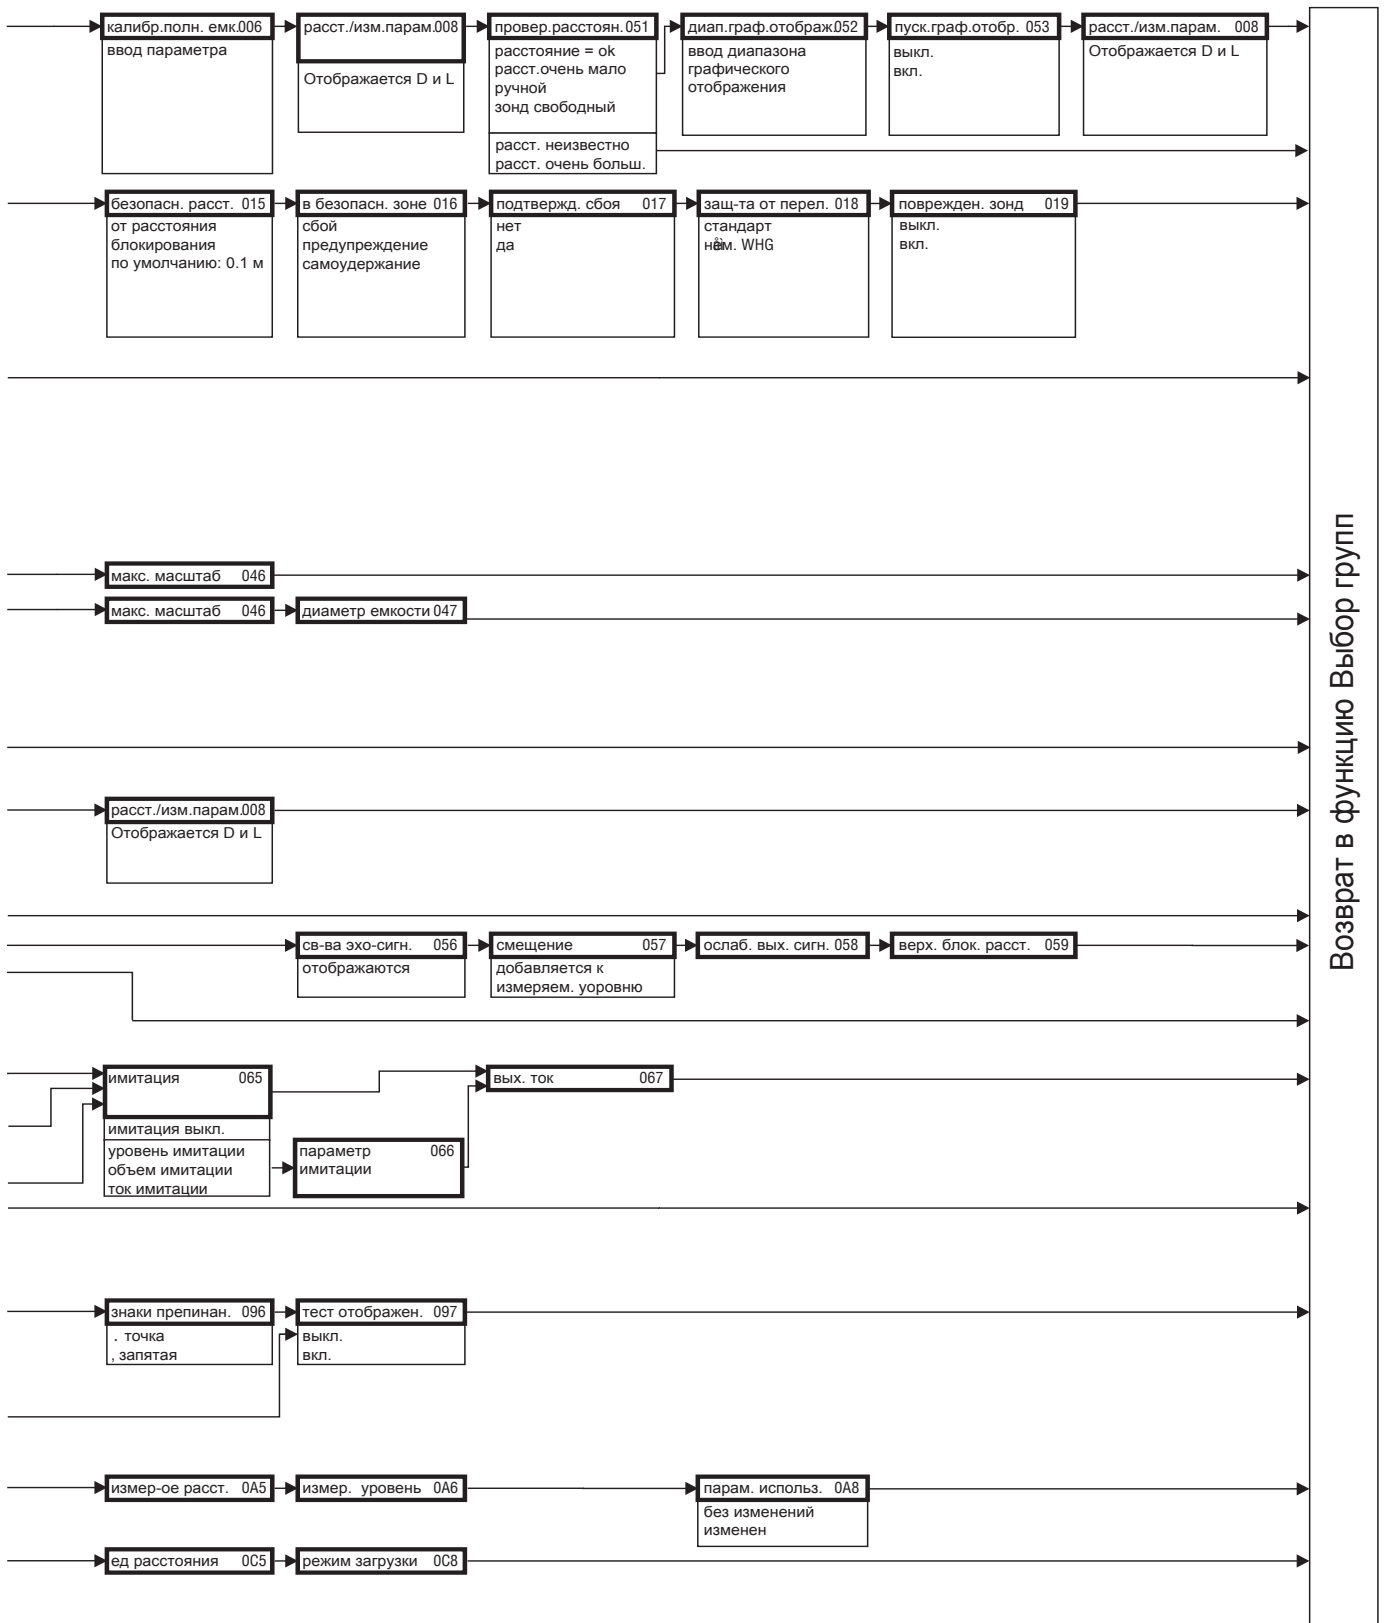 калибр.полн. емк.006
ввод параметра
расст./изм.парам.008
Отображается D и L
провер.расстоян.051
расстояние = ok
расст.очень мало
ручной
зонд свободный
расст. неизвестно
расст. очень больш.
диап.граф.отображ.052
ввод диапазона
графического
отображения
пуск.граф.отобр. 053
выкл.
вкл.
расст./изм.парам. 008
Отображается D и L
безопасн. расст. 015
от расстояния
блокирования
по умолчанию: 0.1 м
в безопасн. зоне 016
сбой
предупреждение
самоудержание
подтвержд. сбоя 017
нет
да
защ-та от перел. 018
стандарт
WHG
поврежден. зонд 019
выкл.
вкл.
макс. масштаб 046
макс. масштаб 046
диаметр емкости 047
расст./изм.парам.008
Отображается D и L
св-ва эхо-сигн. 056
отображаются
смещение 057
добавляется к
измеряем. уоровню
ослаб. вых. сигн. 058
верх. блок. расст. 059
имитация 065
имитация выкл.
уровень имитации
объем имитации
ток имитации
параметр 066
имитации
вых. ток 067
знаки препинан. 096
. точка
, запятая
тест отображен. 097
выкл.
вкл.
измер-ое расст. 0A5
измер. уровень 0A6
парам. использ. 0A8
без изменений
изменен
ед расстояния 0C5
режим загрузки 0C8
Возврат в функцию Выбор групп